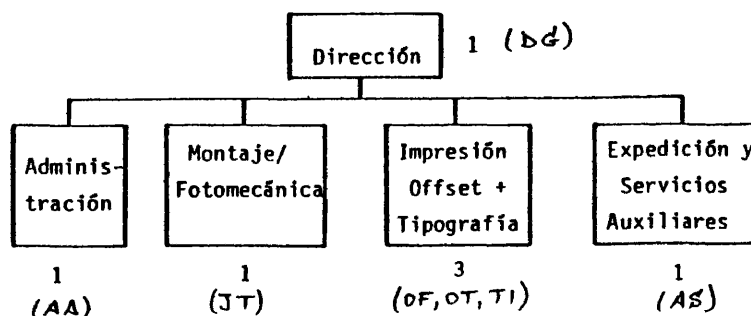 Dirección 1 (DG)
Adminis-
tración
1
(AA)
Montaje/
Fotomecánica
1
(JT)
Impresión
Offset +
Tipografía
3
(OF, OT, TI)
Expedición y
Servicios
Auxiliares
1
(AS)